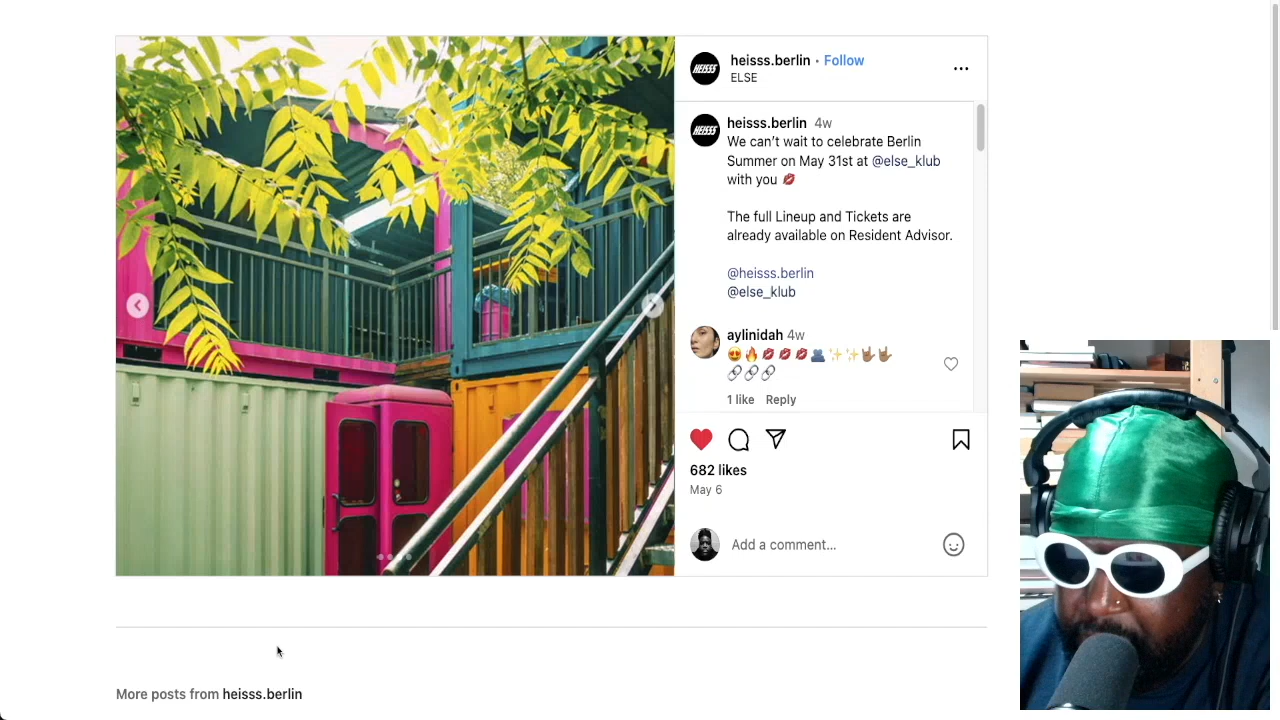 heisss.berlin • Follow
ELSE
HEISSS
HEISSS
heisss.berlin 4w
We can’t wait to celebrate Berlin
Summer on May 31st at @else_klub
with you 💋
The full Lineup and Tickets are
already available on Resident Advisor.
@heisss.berlin
@else_klub
aylinidah 4w
😍🔥💋💋💋🫂✨✨🤘🏽🤘🏽
🔗🔗🔗
1 like Reply
682 likes
May 6
Add a comment...
More posts from heisss.berlin